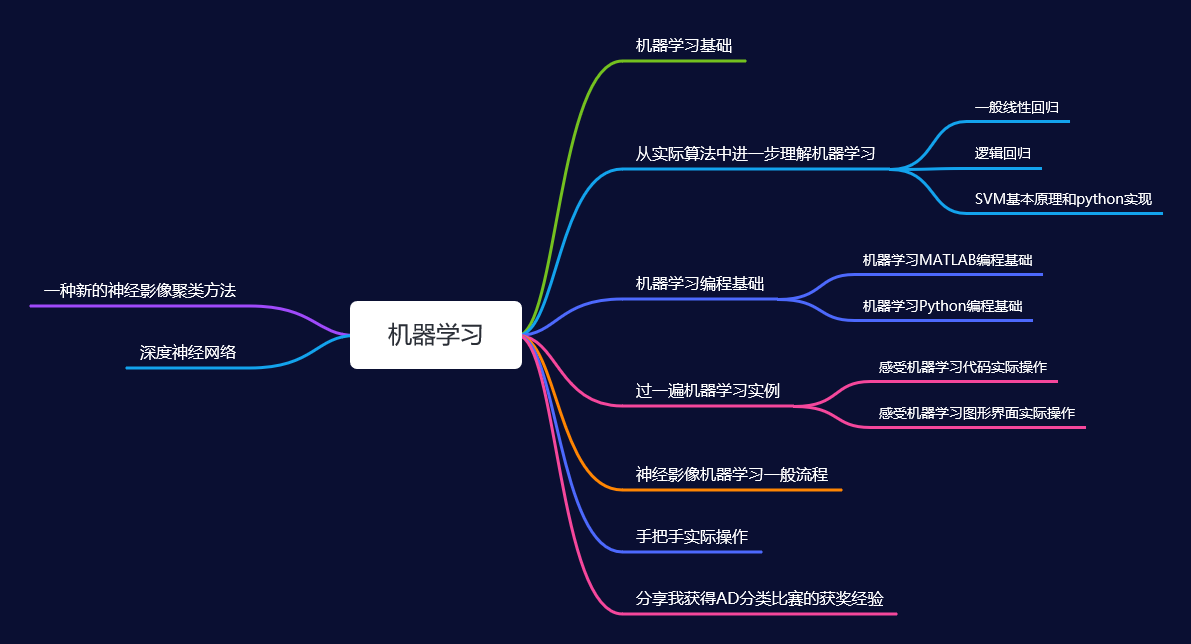 机器学习
机器学习基础
从实际算法中进一步理解机器学习
一般线性回归
逻辑回归
SVM基本原理和python实现
机器学习编程基础
机器学习MATLAB编程基础
机器学习Python编程基础
过一遍机器学习实例
感受机器学习代码实际操作
感受机器学习图形界面实际操作
神经影像机器学习一般流程
手把手实际操作
分享我获得AD分类比赛的获奖经验
一种新的神经影像聚类方法
深度神经网络